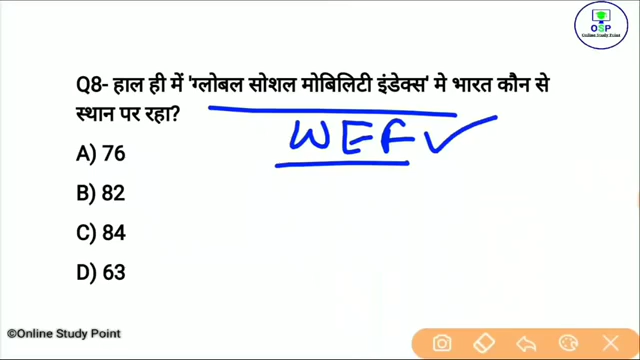 OSP
Online Study Point
Q8- हाल ही में 'ग्लोबल सोशल मोबिलिटी इंडेक्स' मे भारत कौन से
स्थान पर रहा?
WEF
A) 76
B) 82
C) 84
D) 63
©Online Study Point